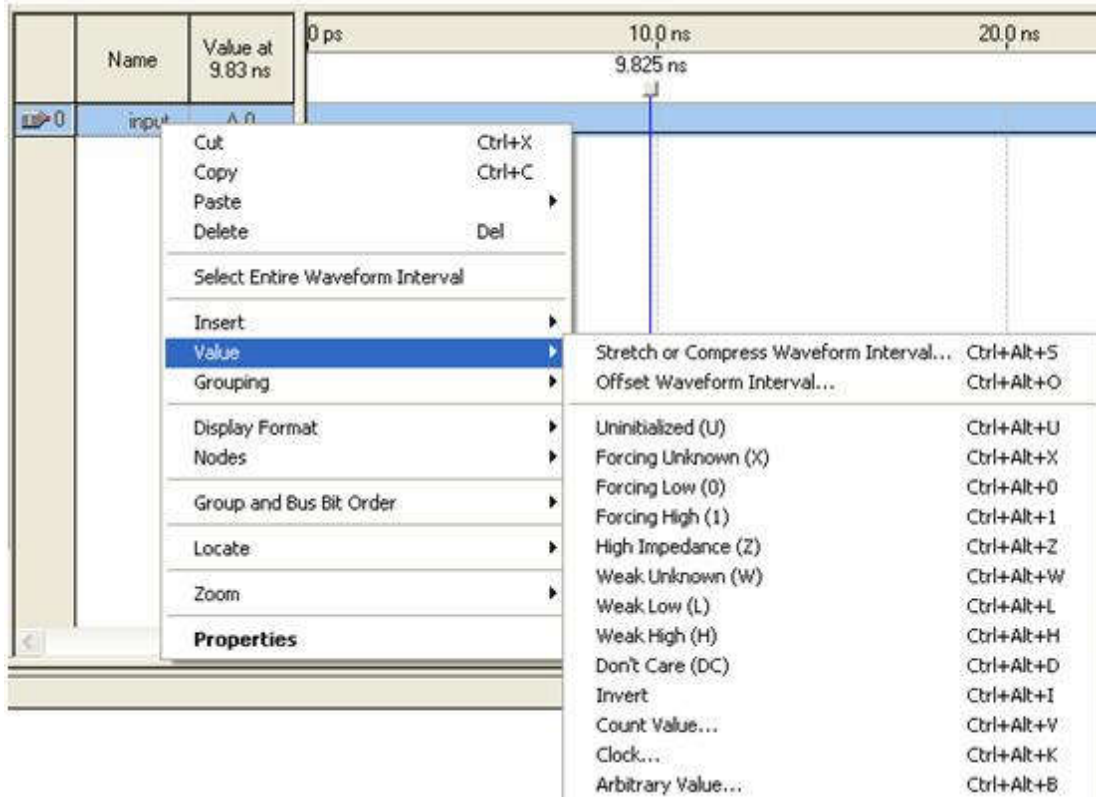 Name
Value at
9.83 ns
0 ps
10.0 ns
20.0 ns
9.825 ns
0
input
A 0
Cut Ctrl+X
Copy Ctrl+C
Paste
Delete Del
Select Entire Waveform Interval
Insert
Value
Grouping
Display Format
Nodes
Group and Bus Bit Order
Locate
Zoom
Properties
Stretch or Compress Waveform Interval... Ctrl+Alt+S
Offset Waveform Interval... Ctrl+Alt+O
Uninitialized (U) Ctrl+Alt+U
Forcing Unknown (X) Ctrl+Alt+X
Forcing Low (0) Ctrl+Alt+0
Forcing High (1) Ctrl+Alt+1
High Impedance (Z) Ctrl+Alt+Z
Weak Unknown (W) Ctrl+Alt+W
Weak Low (L) Ctrl+Alt+L
Weak High (H) Ctrl+Alt+H
Don't Care (DC) Ctrl+Alt+D
Invert Ctrl+Alt+I
Count Value... Ctrl+Alt+V
Clock... Ctrl+Alt+K
Arbitrary Value... Ctrl+Alt+B